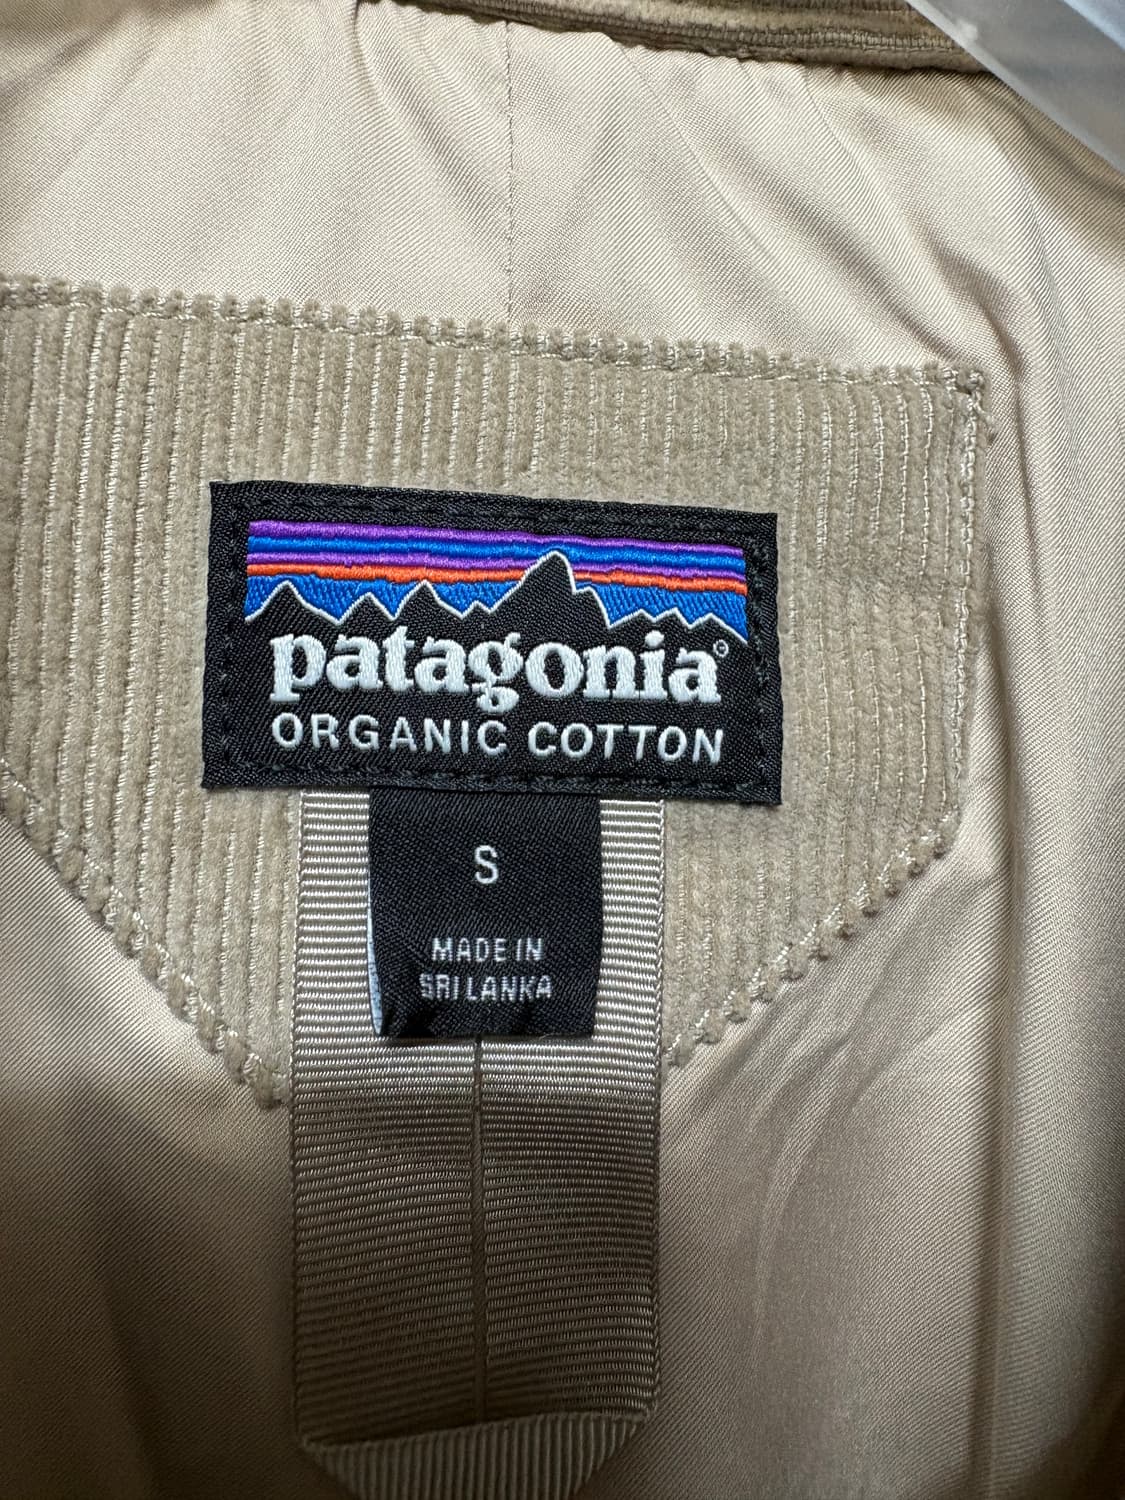 patagonia®
ORGANIC COTTON
S
MADE IN
SRI LANKA